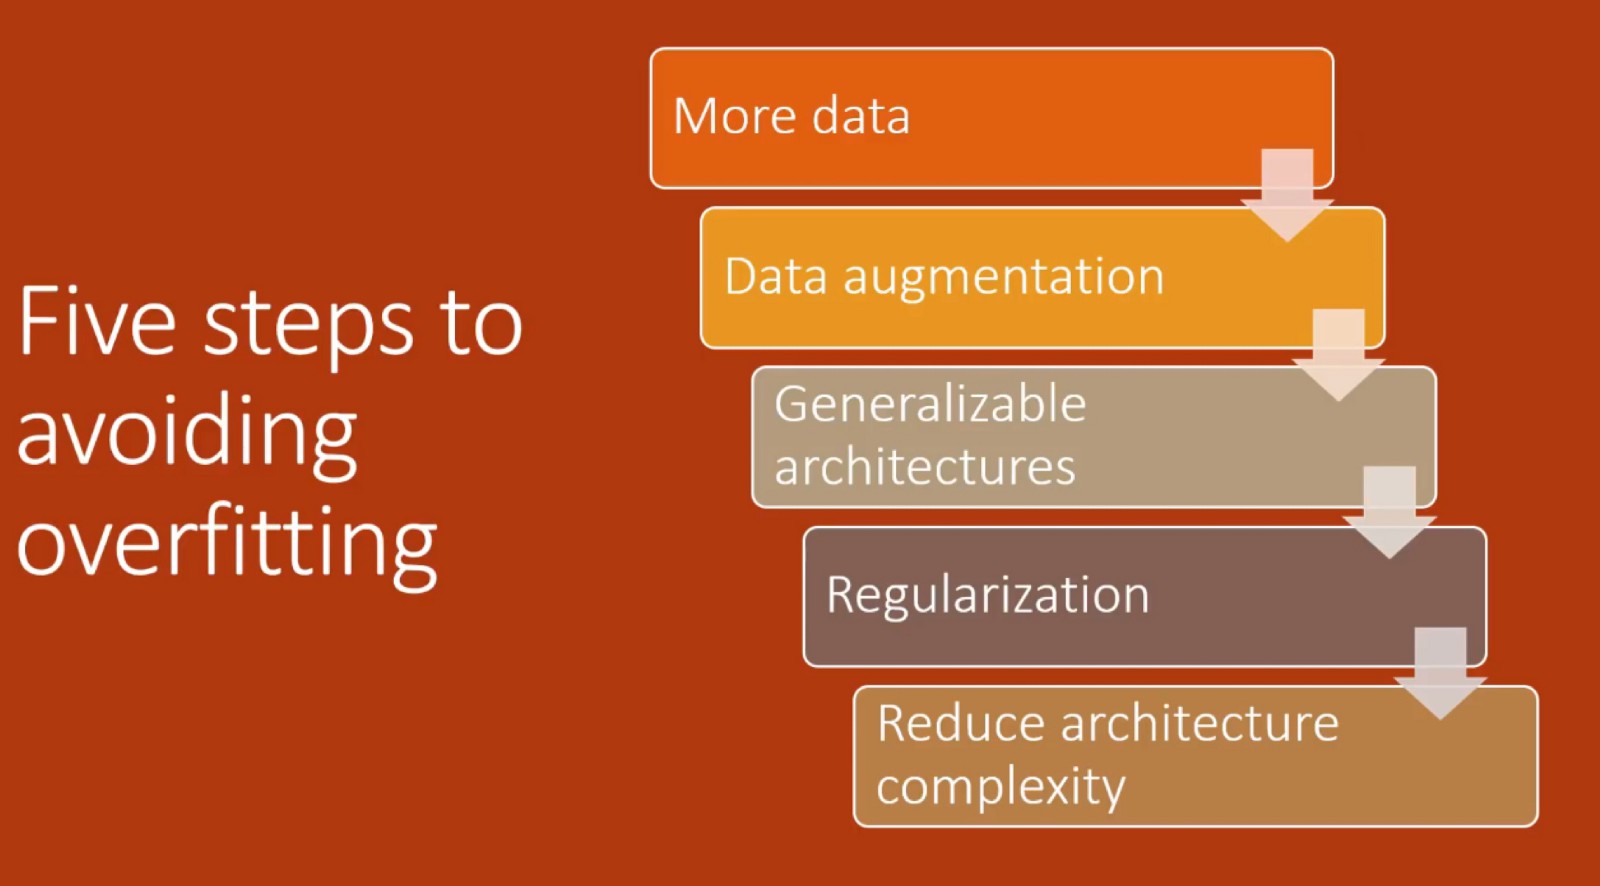 Five steps to
avoiding
overfitting
More data
Data augmentation
Generalizable
architectures
Regularization
Reduce architecture
complexity